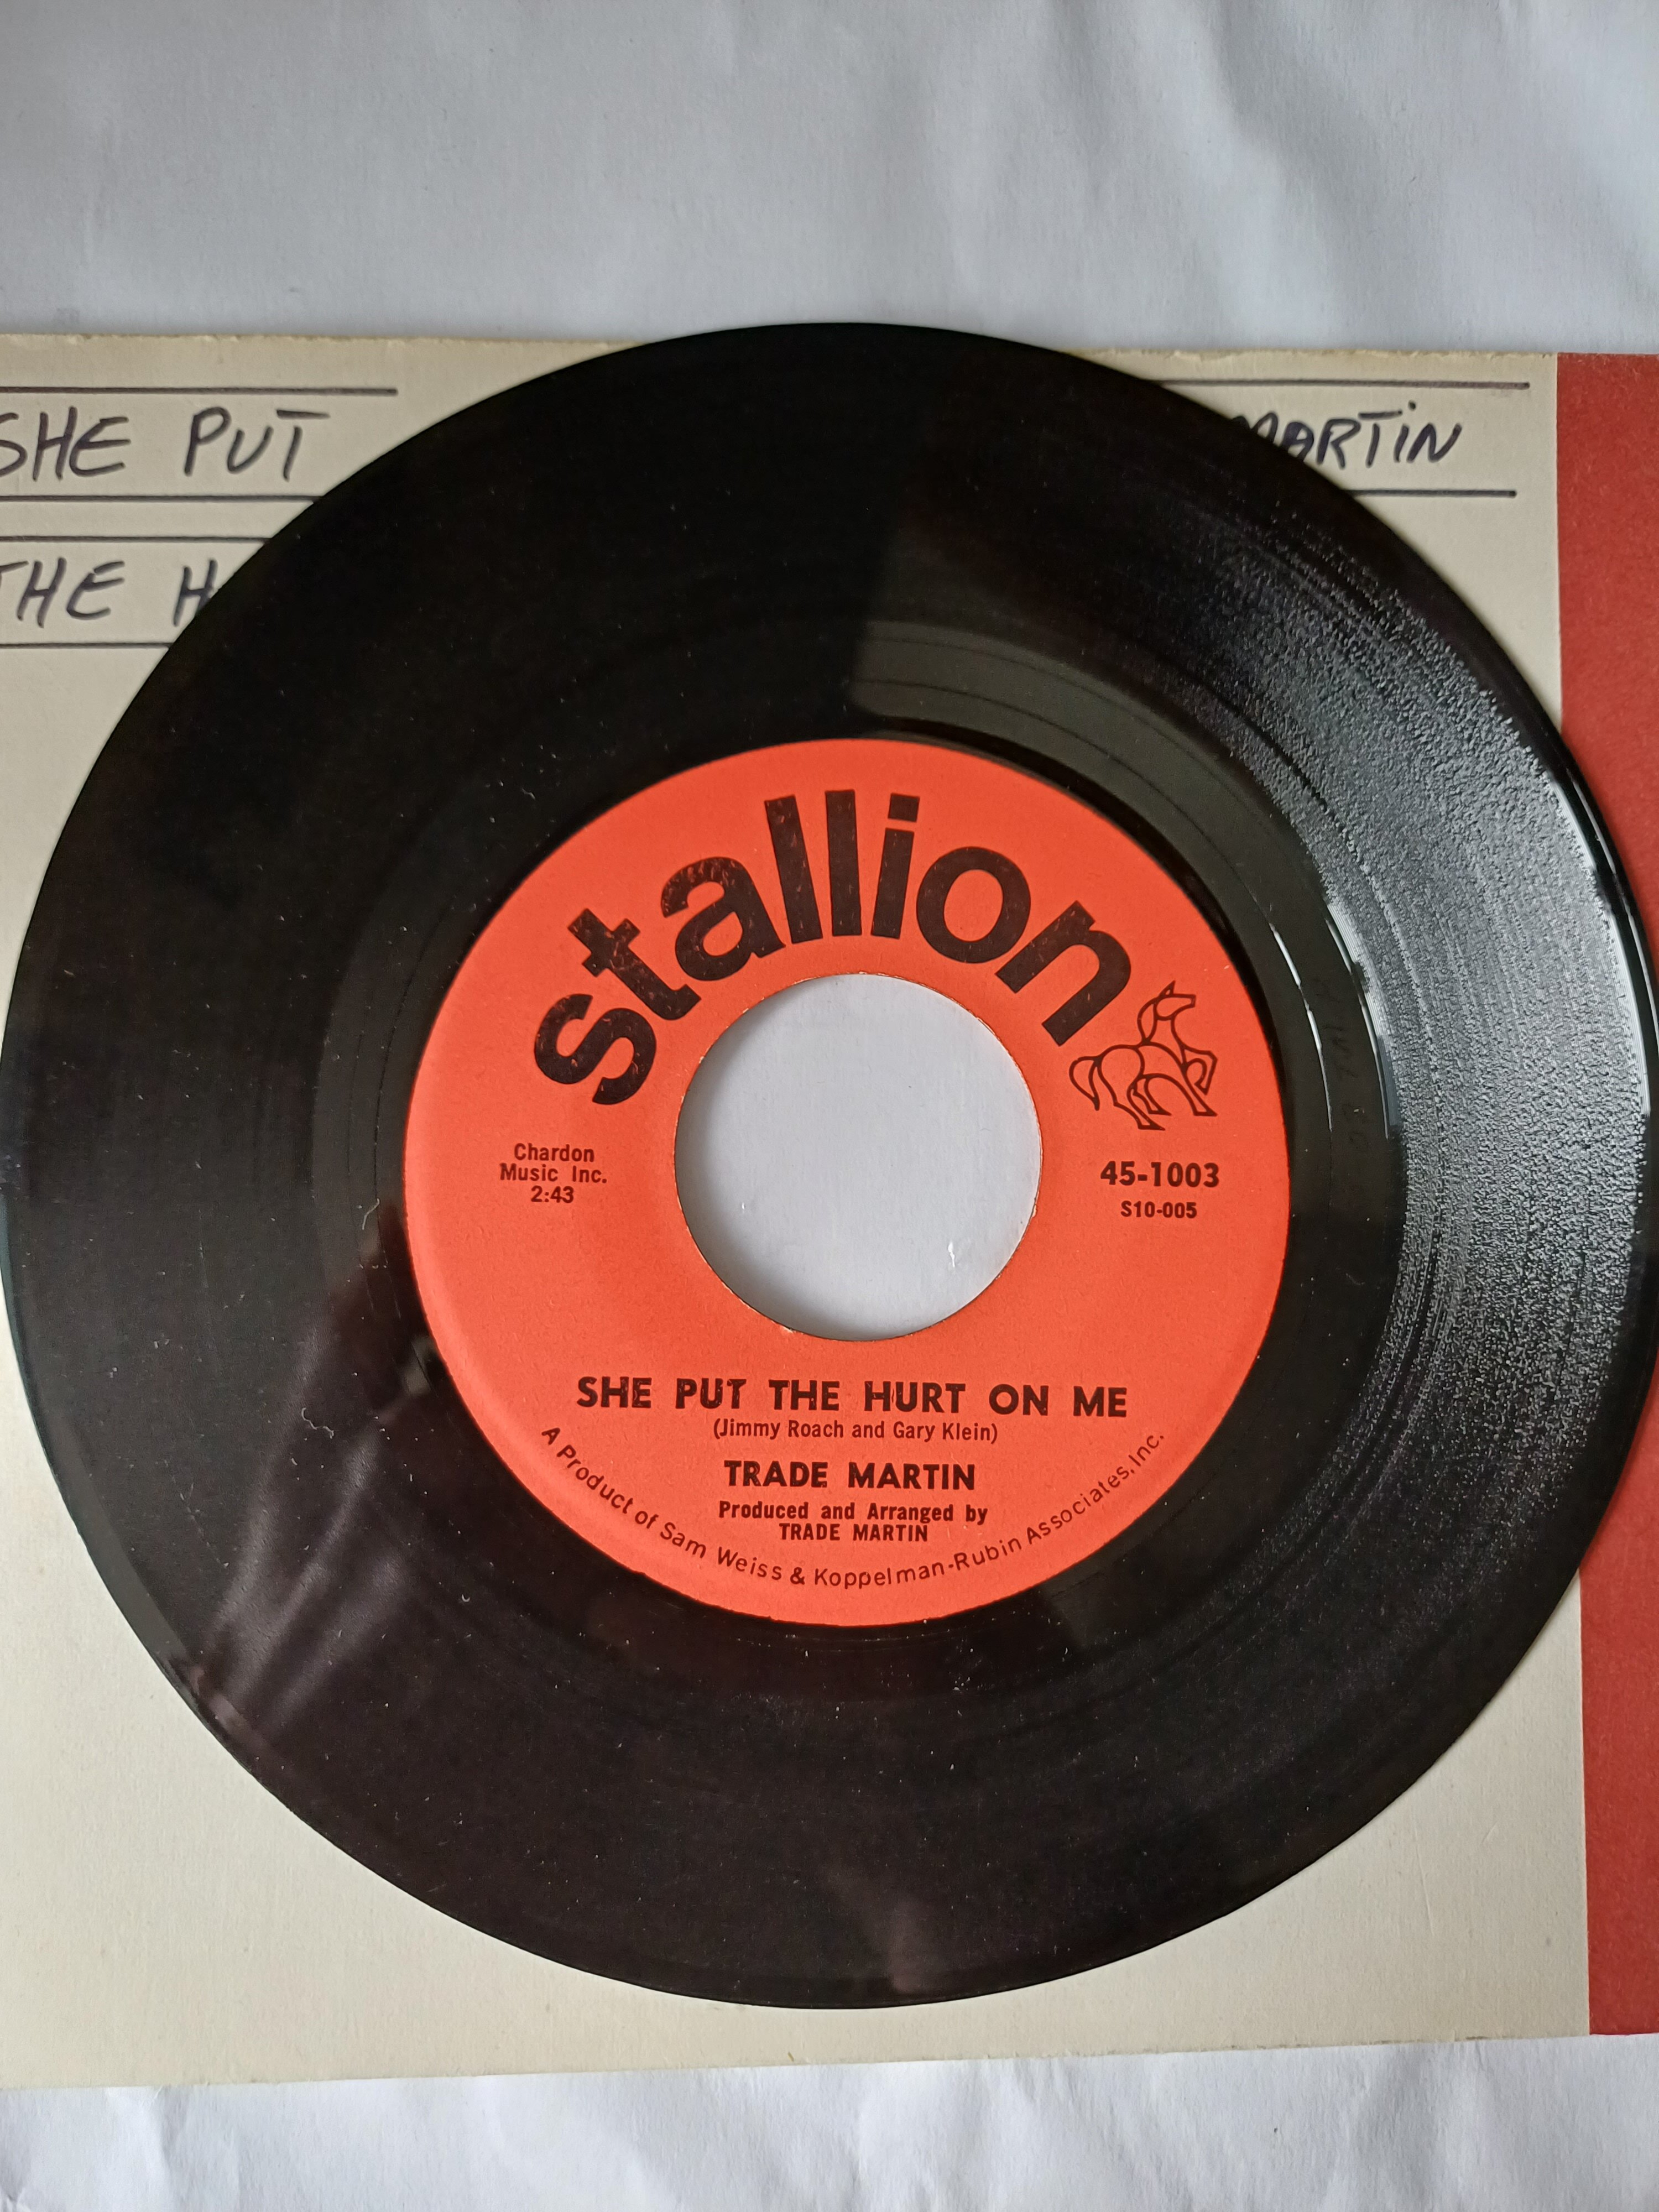 SHE PUT
MARTIN
THE
stallion
Chardon
Music Inc.
2:43
45-1003
S10-005
SHE PUT THE HURT ON ME
(Jimmy Roach and Gary Klein)
TRADE MARTIN
Produced and Arranged by
TRADE MARTIN
A Product of Sam Weiss & Koppelman-Rubin Associates, Inc.